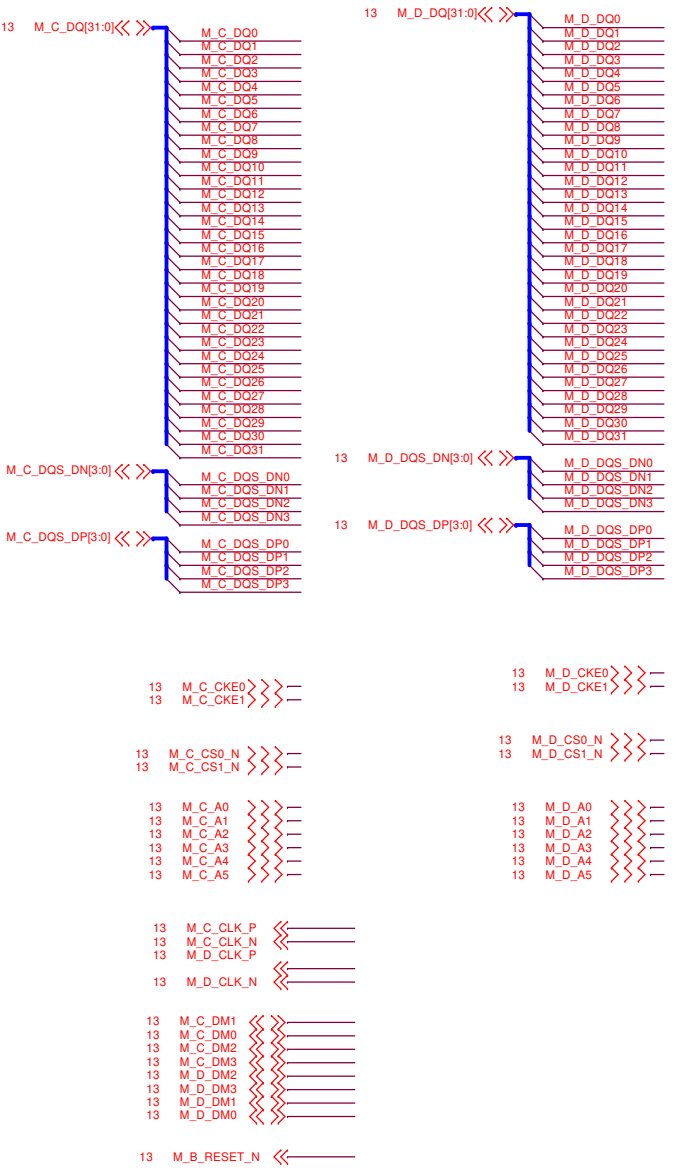 13 M_C_DQ[31:0]
M_C_DQ0
M_C_DQ1
M_C_DQ2
M_C_DQ3
M_C_DQ4
M_C_DQ5
M_C_DQ6
M_C_DQ7
M_C_DQ8
M_C_DQ9
M_C_DQ10
M_C_DQ11
M_C_DQ12
M_C_DQ13
M_C_DQ14
M_C_DQ15
M_C_DQ16
M_C_DQ17
M_C_DQ18
M_C_DQ19
M_C_DQ20
M_C_DQ21
M_C_DQ22
M_C_DQ23
M_C_DQ24
M_C_DQ25
M_C_DQ26
M_C_DQ27
M_C_DQ28
M_C_DQ29
M_C_DQ30
M_C_DQ31
M_C_DQS_DN[3:0]
M_C_DQS_DN0
M_C_DQS_DN1
M_C_DQS_DN2
M_C_DQS_DN3
M_C_DQS_DP[3:0]
M_C_DQS_DP0
M_C_DQS_DP1
M_C_DQS_DP2
M_C_DQS_DP3
13 M_D_DQ[31:0]
M_D_DQ0
M_D_DQ1
M_D_DQ2
M_D_DQ3
M_D_DQ4
M_D_DQ5
M_D_DQ6
M_D_DQ7
M_D_DQ8
M_D_DQ9
M_D_DQ10
M_D_DQ11
M_D_DQ12
M_D_DQ13
M_D_DQ14
M_D_DQ15
M_D_DQ16
M_D_DQ17
M_D_DQ18
M_D_DQ19
M_D_DQ20
M_D_DQ21
M_D_DQ22
M_D_DQ23
M_D_DQ24
M_D_DQ25
M_D_DQ26
M_D_DQ27
M_D_DQ28
M_D_DQ29
M_D_DQ30
M_D_DQ31
13 M_D_DQS_DN[3:0]
M_D_DQS_DN0
M_D_DQS_DN1
M_D_DQS_DN2
M_D_DQS_DN3
13 M_D_DQS_DP[3:0]
M_D_DQS_DP0
M_D_DQS_DP1
M_D_DQS_DP2
M_D_DQS_DP3
13 M_C_CKE0
13 M_C_CKE1
13 M_D_CKE0
13 M_D_CKE1
13 M_C_CS0_N
13 M_C_CS1_N
13 M_D_CS0_N
13 M_D_CS1_N
13 M_C_A0
13 M_C_A1
13 M_C_A2
13 M_C_A3
13 M_C_A4
13 M_C_A5
13 M_D_A0
13 M_D_A1
13 M_D_A2
13 M_D_A3
13 M_D_A4
13 M_D_A5
13 M_C_CLK_P
13 M_C_CLK_N
13 M_D_CLK_P
13 M_D_CLK_N
13 M_C_DM1
13 M_C_DM0
13 M_C_DM2
13 M_C_DM3
13 M_D_DM2
13 M_D_DM3
13 M_D_DM1
13 M_D_DM0
13 M_B_RESET_N